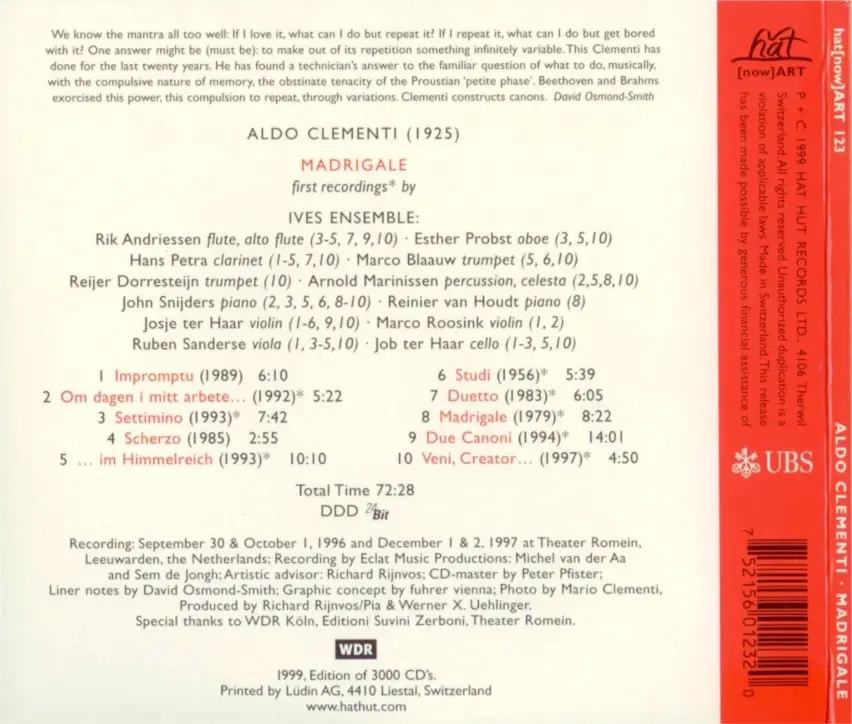 We know the mantra all too well: If I love it, what can I do but repeat it? If I repeat it, what can I do but get bored
with it? One answer might be (must be): to make out of its repetition something infinitely variable. This Clementi has
done for the last twenty years. He has found a technician's answer to the familiar question of what to do, musically,
with the compulsive nature of memory, the obstinate tenacity of the Proustian 'petite phase'. Beethoven and Brahms
exorcised this power, this compulsion to repeat, through variations. Clementi constructs canons. David Osmond-Smith
ALDO CLEMENTI (1925)
MADRIGALE
first recordings* by
IVES ENSEMBLE:
Rik Andriessen flute, alto flute (3-5, 7, 9,10) · Esther Probst oboe (3, 5,10)
Hans Petra clarinet (1-5, 7,10) · Marco Blaauw trumpet (5, 6,10)
Reijer Dorresteijn trumpet (10) · Arnold Marinissen percussion, celesta (2,5,8,10)
John Snijders piano (2, 3, 5, 6, 8-10) · Reinier van Houdt piano (8)
Josje ter Haar violin (1-6, 9,10) · Marco Roosink violin (1, 2)
Ruben Sanderse viola (1, 3-5,10) · Job ter Haar cello (1-3, 5,10)
1 Impromptu (1989) 6:10
2 Om dagen i mitt arbete... (1992)* 5:22
3 Settimino (1993)* 7:42
4 Scherzo (1985) 2:55
5 ... im Himmelreich (1993)* 10:10
6 Studi (1956)* 5:39
7 Duetto (1983)* 6:05
8 Madrigale (1979)* 8:22
9 Due Canoni (1994)* 14:01
10 Veni, Creator... (1997)* 4:50
Total Time 72:28
DDD 24Bit
Recording: September 30 & October 1, 1996 and December 1 & 2, 1997 at Theater Romein,
Leeuwarden, the Netherlands; Recording by Eclat Music Productions: Michel van der Aa
and Sem de Jongh; Artistic advisor: Richard Rijnvos; CD-master by Peter Pfister;
Liner notes by David Osmond-Smith; Graphic concept by fuhrer vienna; Photo by Mario Clementi,
Produced by Richard Rijnvos/Pia & Werner X. Uehlinger.
Special thanks to WDR Köln, Editioni Suvini Zerboni, Theater Romein.
WDR
1999, Edition of 3000 CD's.
Printed by Lüdin AG, 4410 Liestal, Switzerland
www.hathut.com
hat
[now]ART
P + C 1999 HAT HUT RECORDS LTD., 4106 Therwil
Switzerland. All rights reserved. Unauthorized duplication is a
violation of applicable laws. Made in Switzerland. This release
has been made possible by generous financial assistance of
UBS
7 52156 01232 0
hat[now]ART 123
ALDO CLEMENTI · MADRIGALE